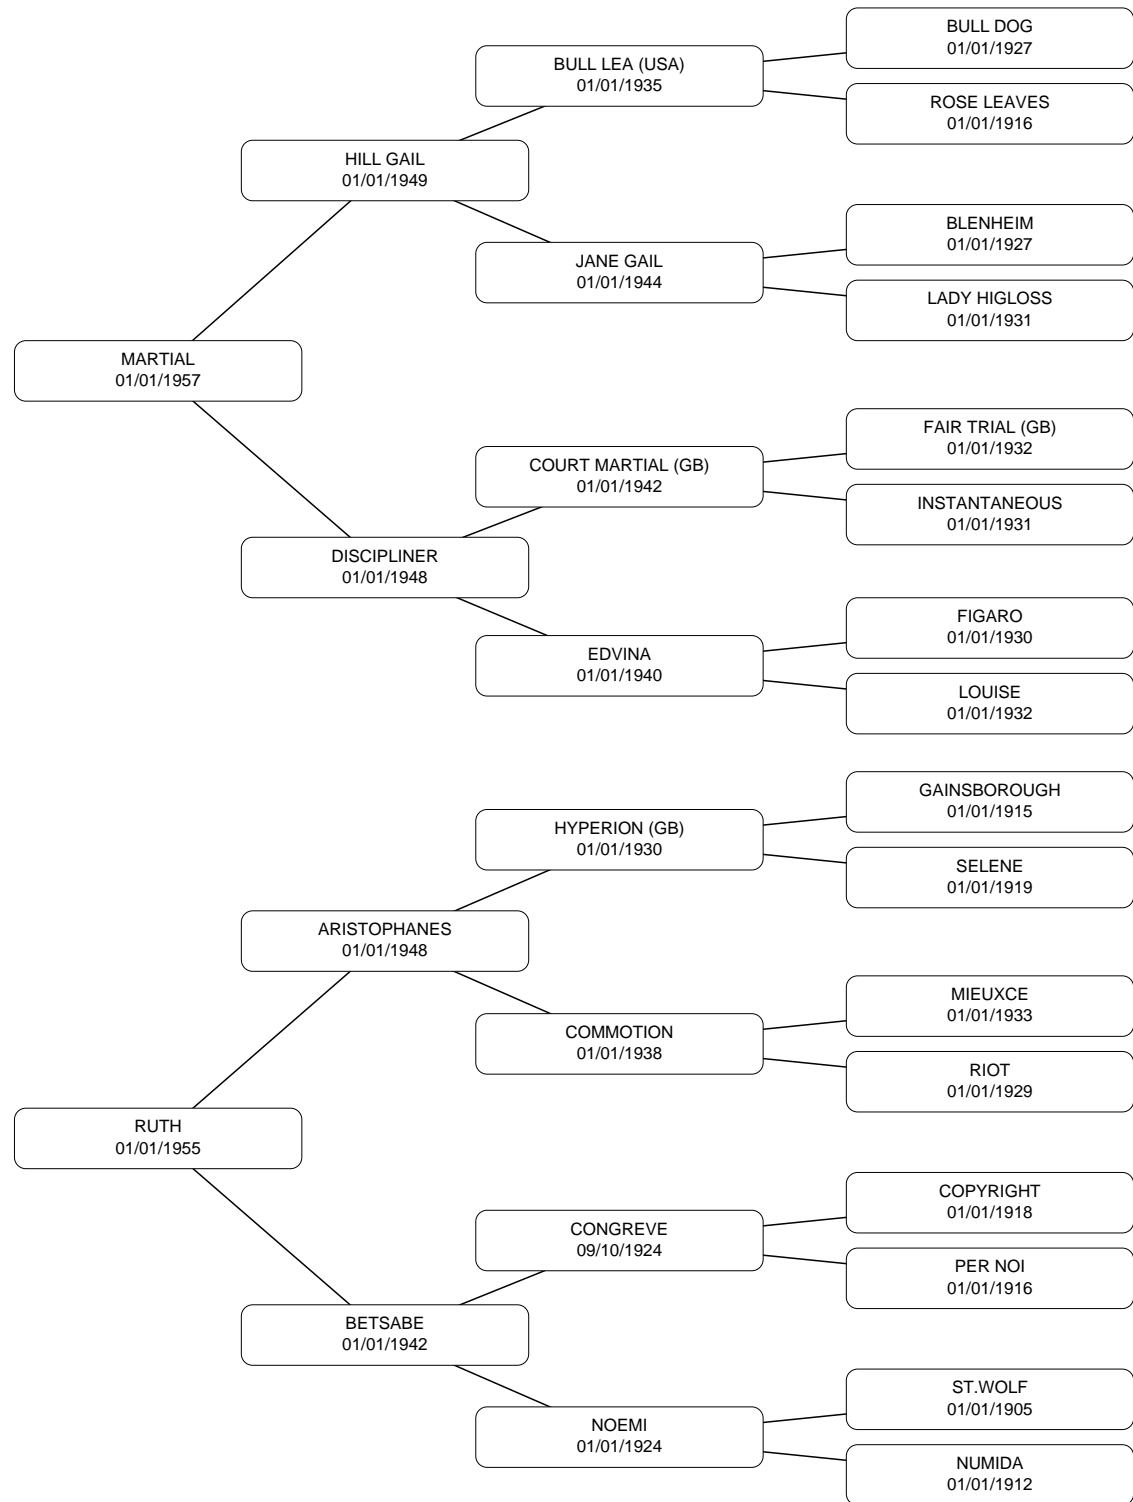 BULL DOG
01/01/1927
BULL LEA (USA)
01/01/1935
ROSE LEAVES
01/01/1916
HILL GAIL
01/01/1949
BLENHEIM
01/01/1927
JANE GAIL
01/01/1944
LADY HIGLOSS
01/01/1931
MARTIAL
01/01/1957
FAIR TRIAL (GB)
01/01/1932
COURT MARTIAL (GB)
01/01/1942
INSTANTANEOUS
01/01/1931
DISCIPLINER
01/01/1948
FIGARO
01/01/1930
EDVINA
01/01/1940
LOUISE
01/01/1932
GAINSBOROUGH
01/01/1915
HYPERION (GB)
01/01/1930
SELENE
01/01/1919
ARISTOPHANES
01/01/1948
MIEUXCE
01/01/1933
COMMOTION
01/01/1938
RIOT
01/01/1929
RUTH
01/01/1955
COPYRIGHT
01/01/1918
CONGREVE
09/10/1924
PER NOI
01/01/1916
BETSABE
01/01/1942
ST.WOLF
01/01/1905
NOEMI
01/01/1924
NUMIDA
01/01/1912